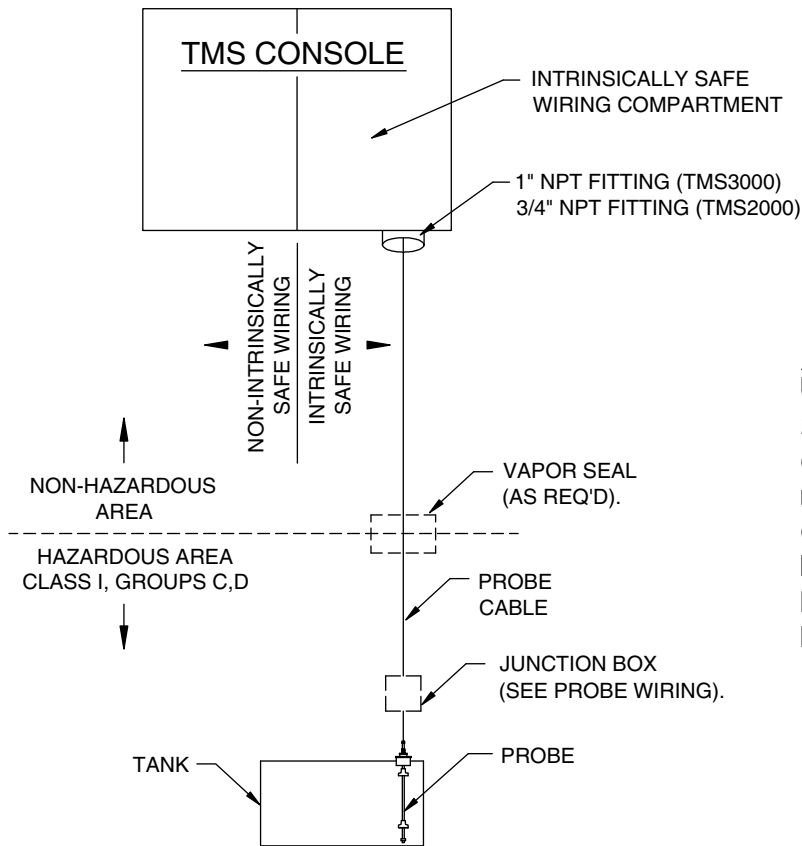 TMS CONSOLE
INTRINSICALLY SAFE
WIRING COMPARTMENT
1" NPT FITTING (TMS3000)
3/4" NPT FITTING (TMS2000)
NON-INTRINSICALLY
SAFE WIRING
INTRINSICALLY
SAFE WIRING
NON-HAZARDOUS
AREA
VAPOR SEAL
(AS REQ'D).
HAZARDOUS AREA
CLASS I, GROUPS C,D
PROBE
CABLE
JUNCTION BOX
(SEE PROBE WIRING).
TANK
PROBE